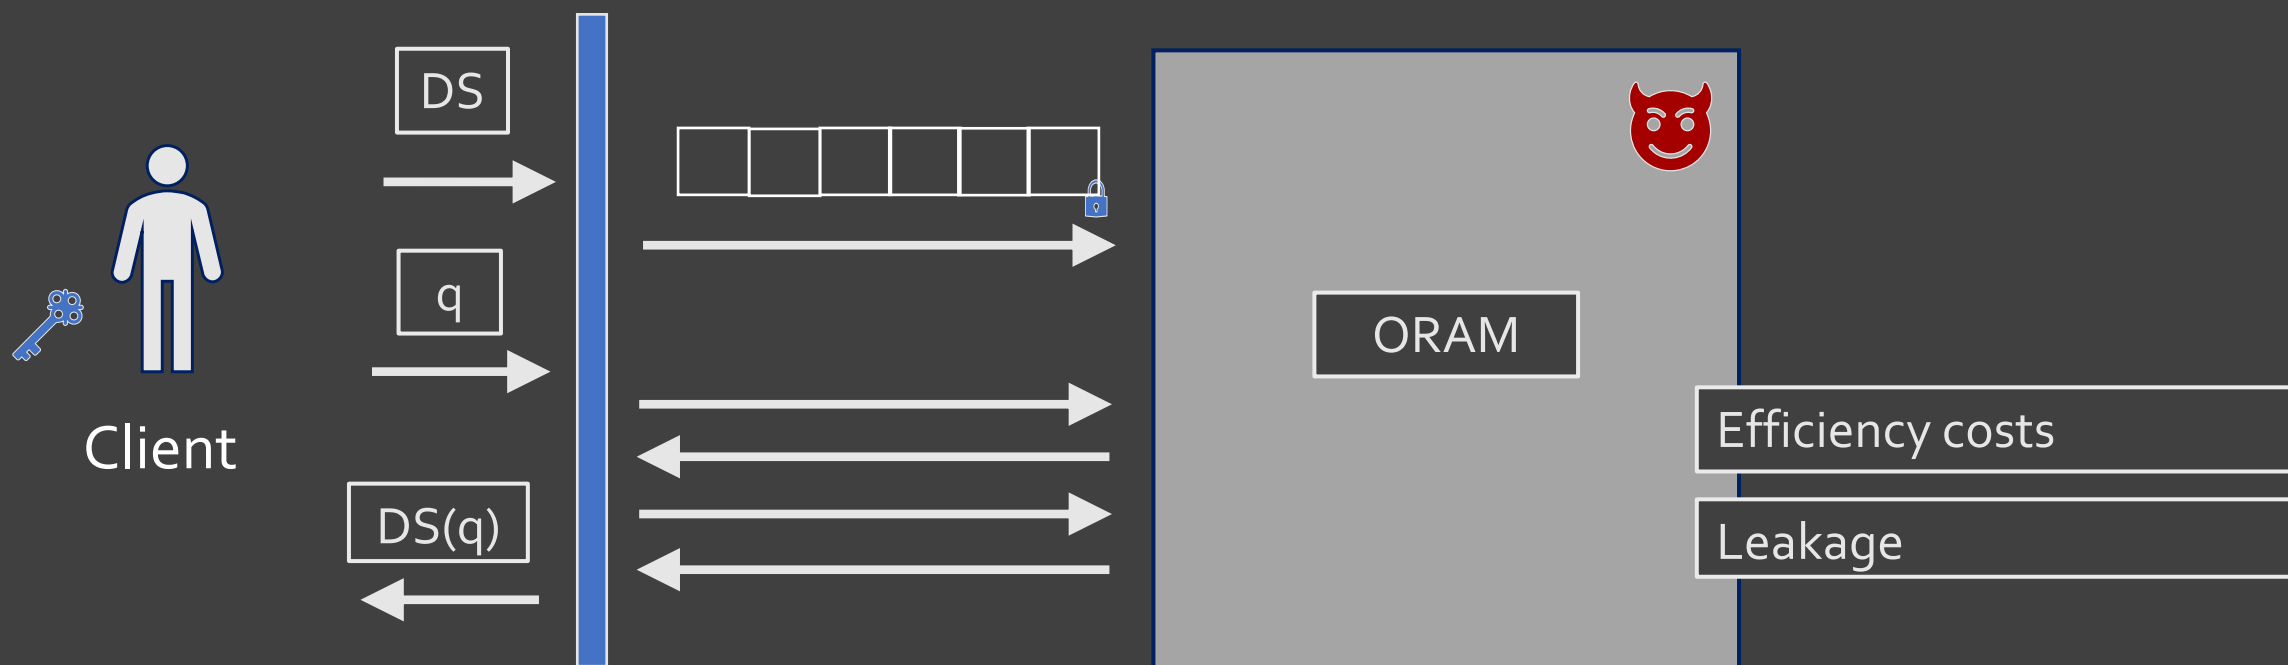 DS
q
Client
DS(q)
ORAM
Efficiency costs
Leakage